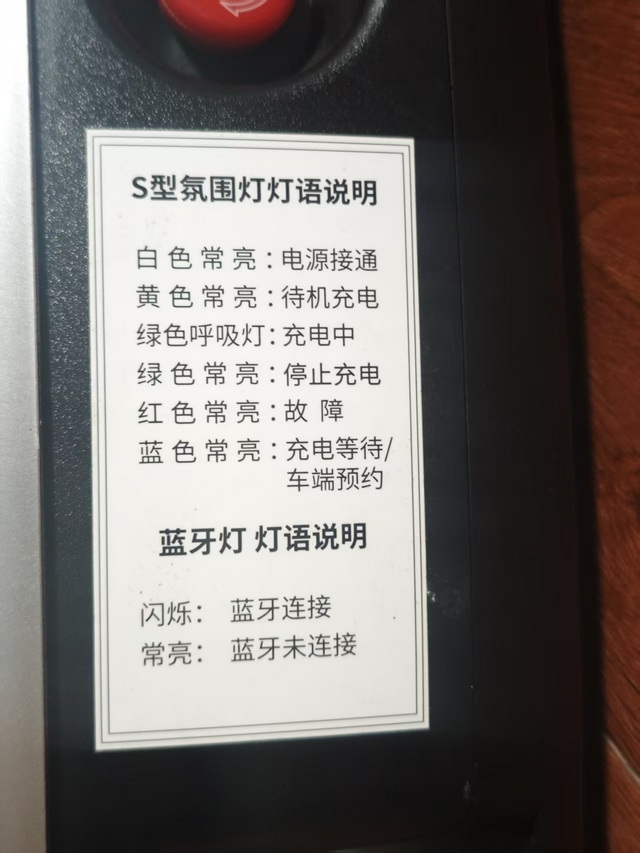 S型氛围灯灯语说明
白色常亮：电源接通
黄色常亮：待机充电
绿色呼吸灯：充电中
绿色常亮：停止充电
红色常亮：故 障
蓝色常亮：充电等待/
车端预约
蓝牙灯 灯语说明
闪烁： 蓝牙连接
常亮： 蓝牙未连接